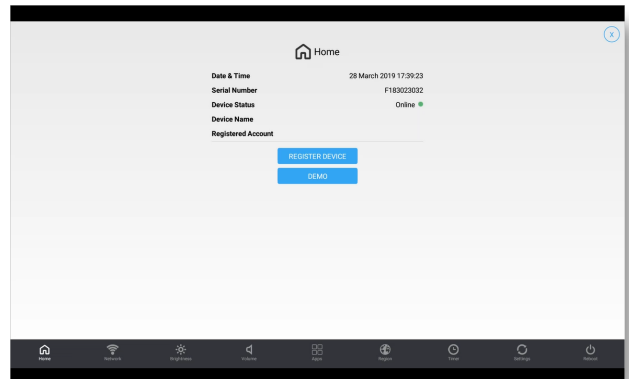 X
Home
Date & Time 28 March 2019 17:39:23
Serial Number F183023032
Device Status Online
Device Name
Registered Account
REGISTER DEVICE
DEMO
Home Network Brightness Volume Apps Region Timer Settings Reboot